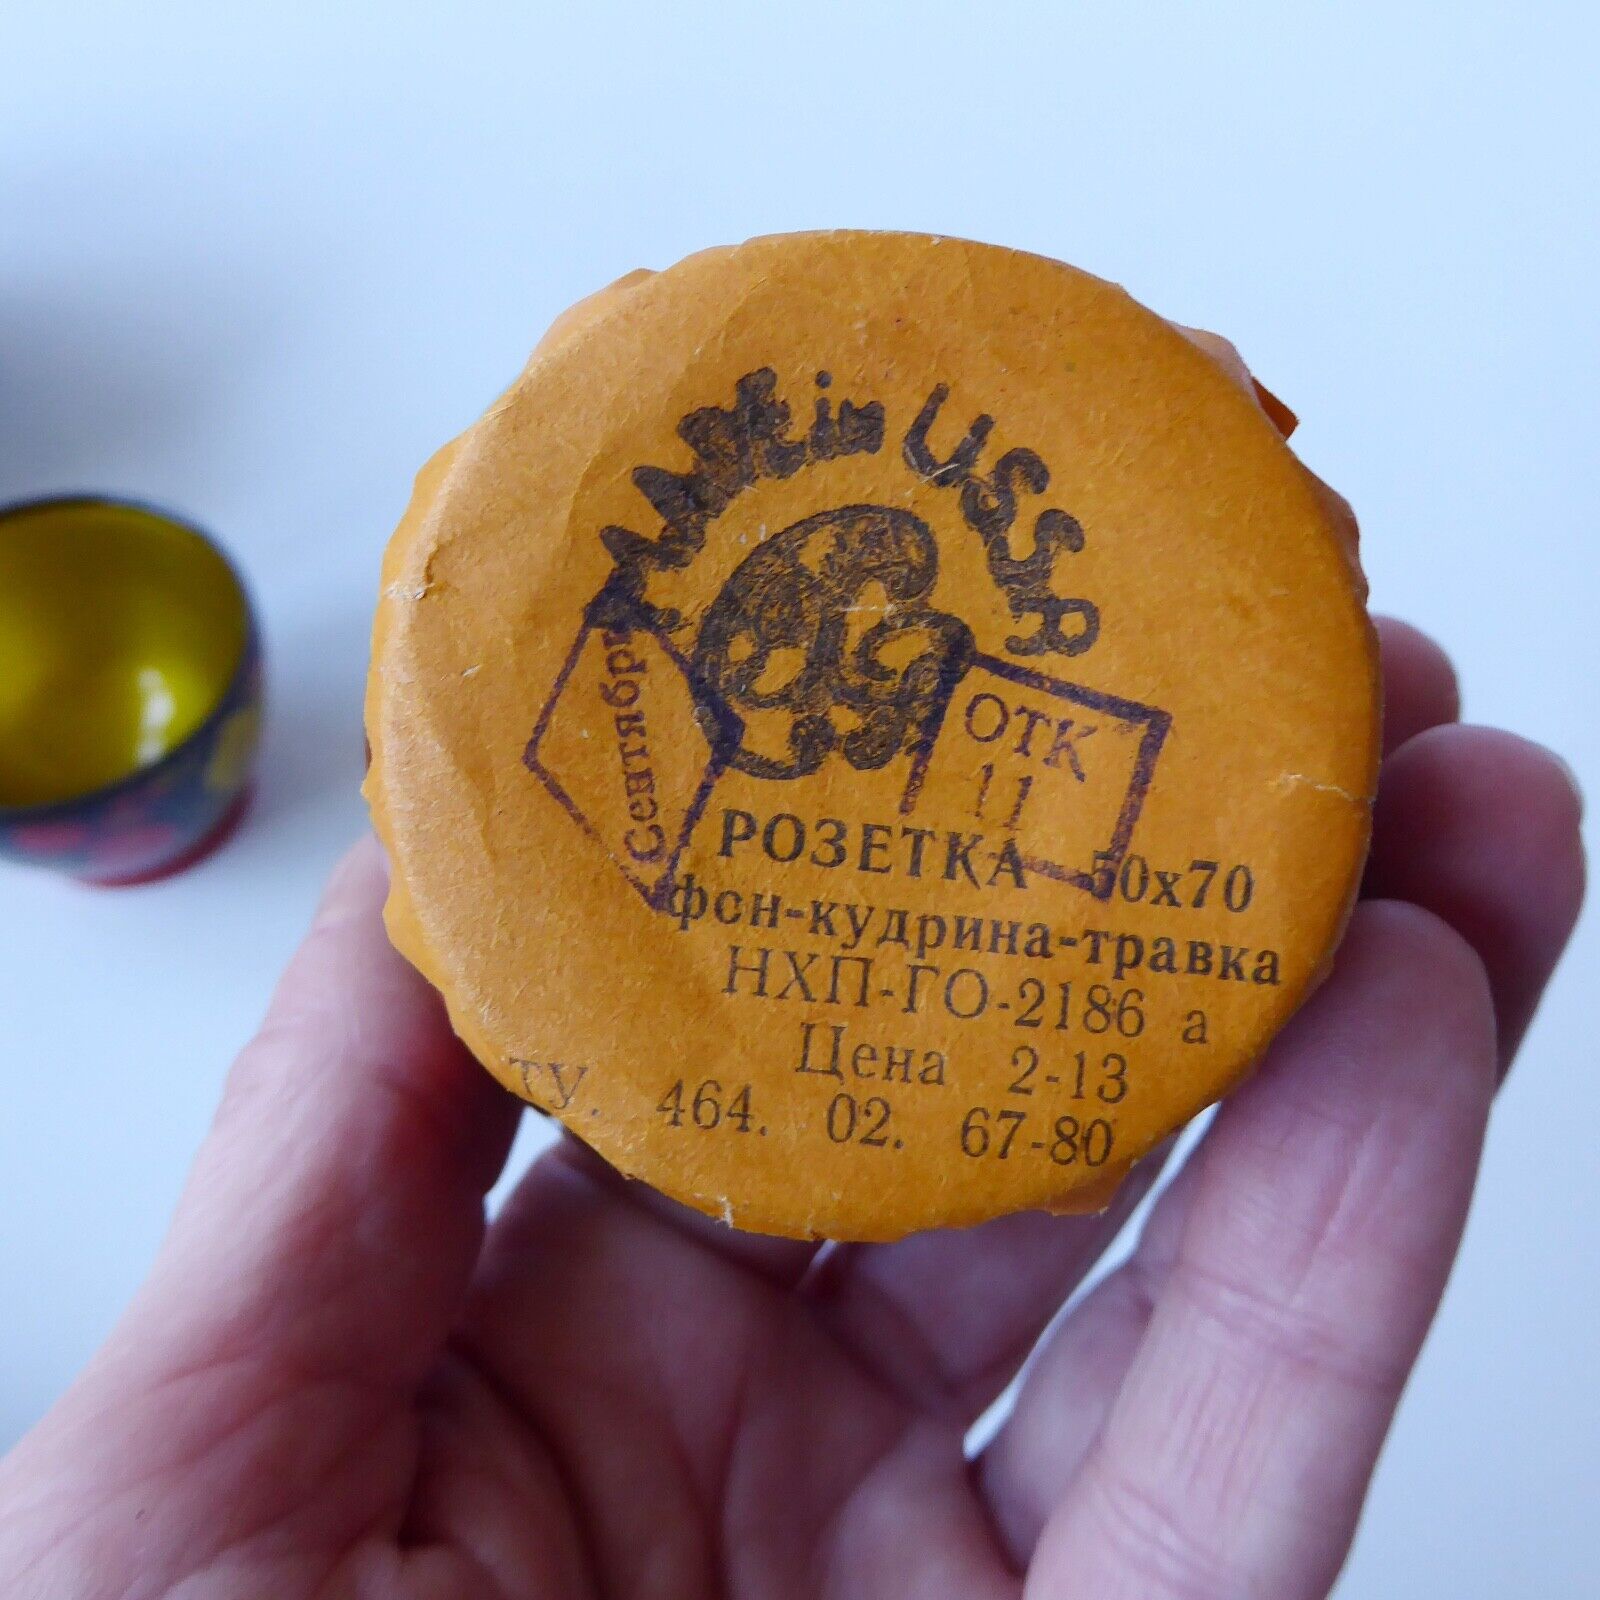 Made in USSR
Сентябрь
ОТК
11
РОЗЕТКА 50х70
фон-кудрина-травка
НХП-ГО-2186 а
Цена 2-13
ТУ. 464. 02. 67-80